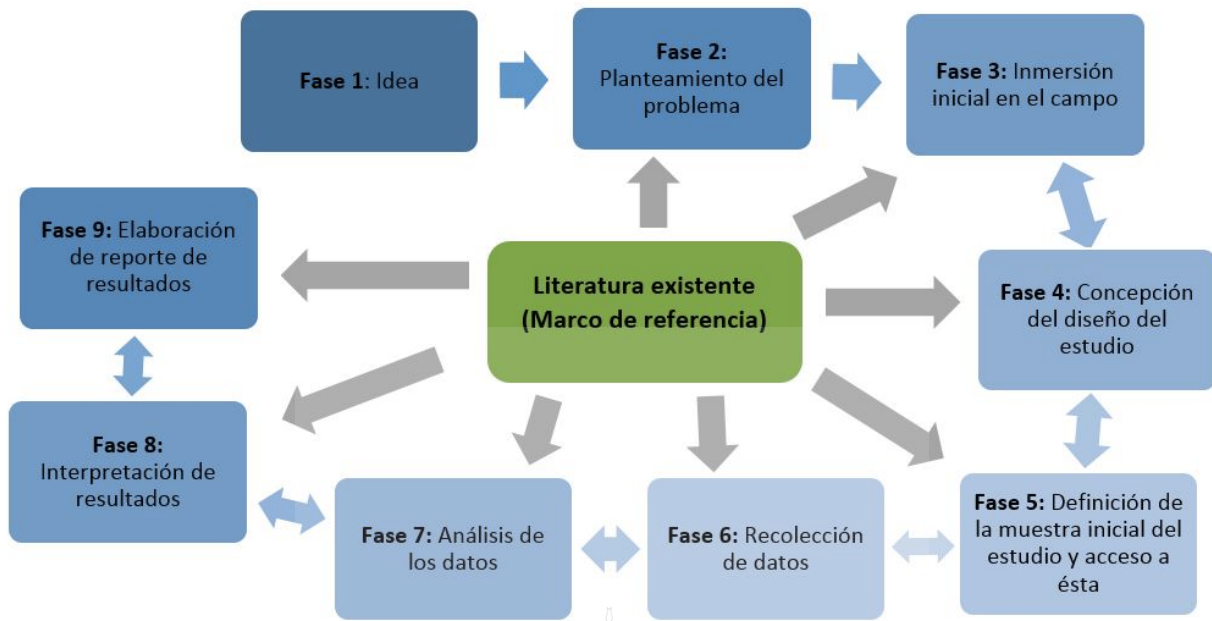 Fase 1: Idea
Fase 2:
Planteamiento del
problema
Fase 3: Inmersión
inicial en el campo
Fase 9: Elaboración
de reporte de
resultados
Literatura existente
(Marco de referencia)
Fase 4: Concepción
del diseño del
estudio
Fase 8:
Interpretación de
resultados
Fase 7: Análisis de
los datos
Fase 6: Recolección
de datos
Fase 5: Definición de
la muestra inicial del
estudio y acceso a
ésta